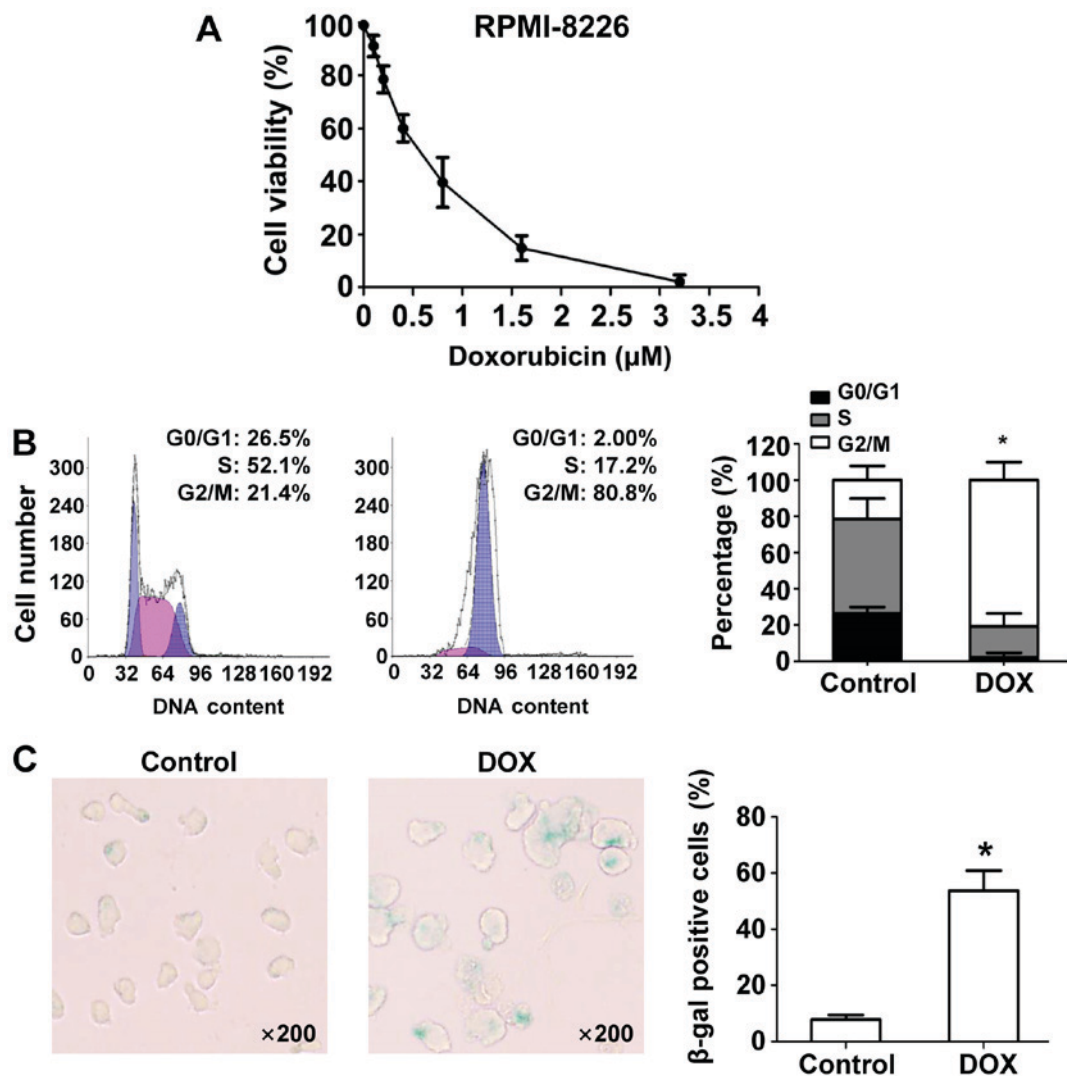 A
RPMI-8226
Cell viability (%)
100
80
60
40
20
0
0 0.5 1 1.5 2 2.5 3 3.5 4
Doxorubicin (µM)
B
G0/G1: 26.5%
S: 52.1%
G2/M: 21.4%
Cell number
300
240
180
120
60
0
0 32 64 96 128 160 192
DNA content
G0/G1: 2.00%
S: 17.2%
G2/M: 80.8%
300
240
180
120
60
0
0 32 64 96 128 160 192
DNA content
G0/G1
S
G2/M
*
Percentage (%)
120
100
80
60
40
20
0
Control DOX
C
Control
×200
DOX
×200
β-gal positive cells (%)
80
60
40
20
0
*
Control DOX